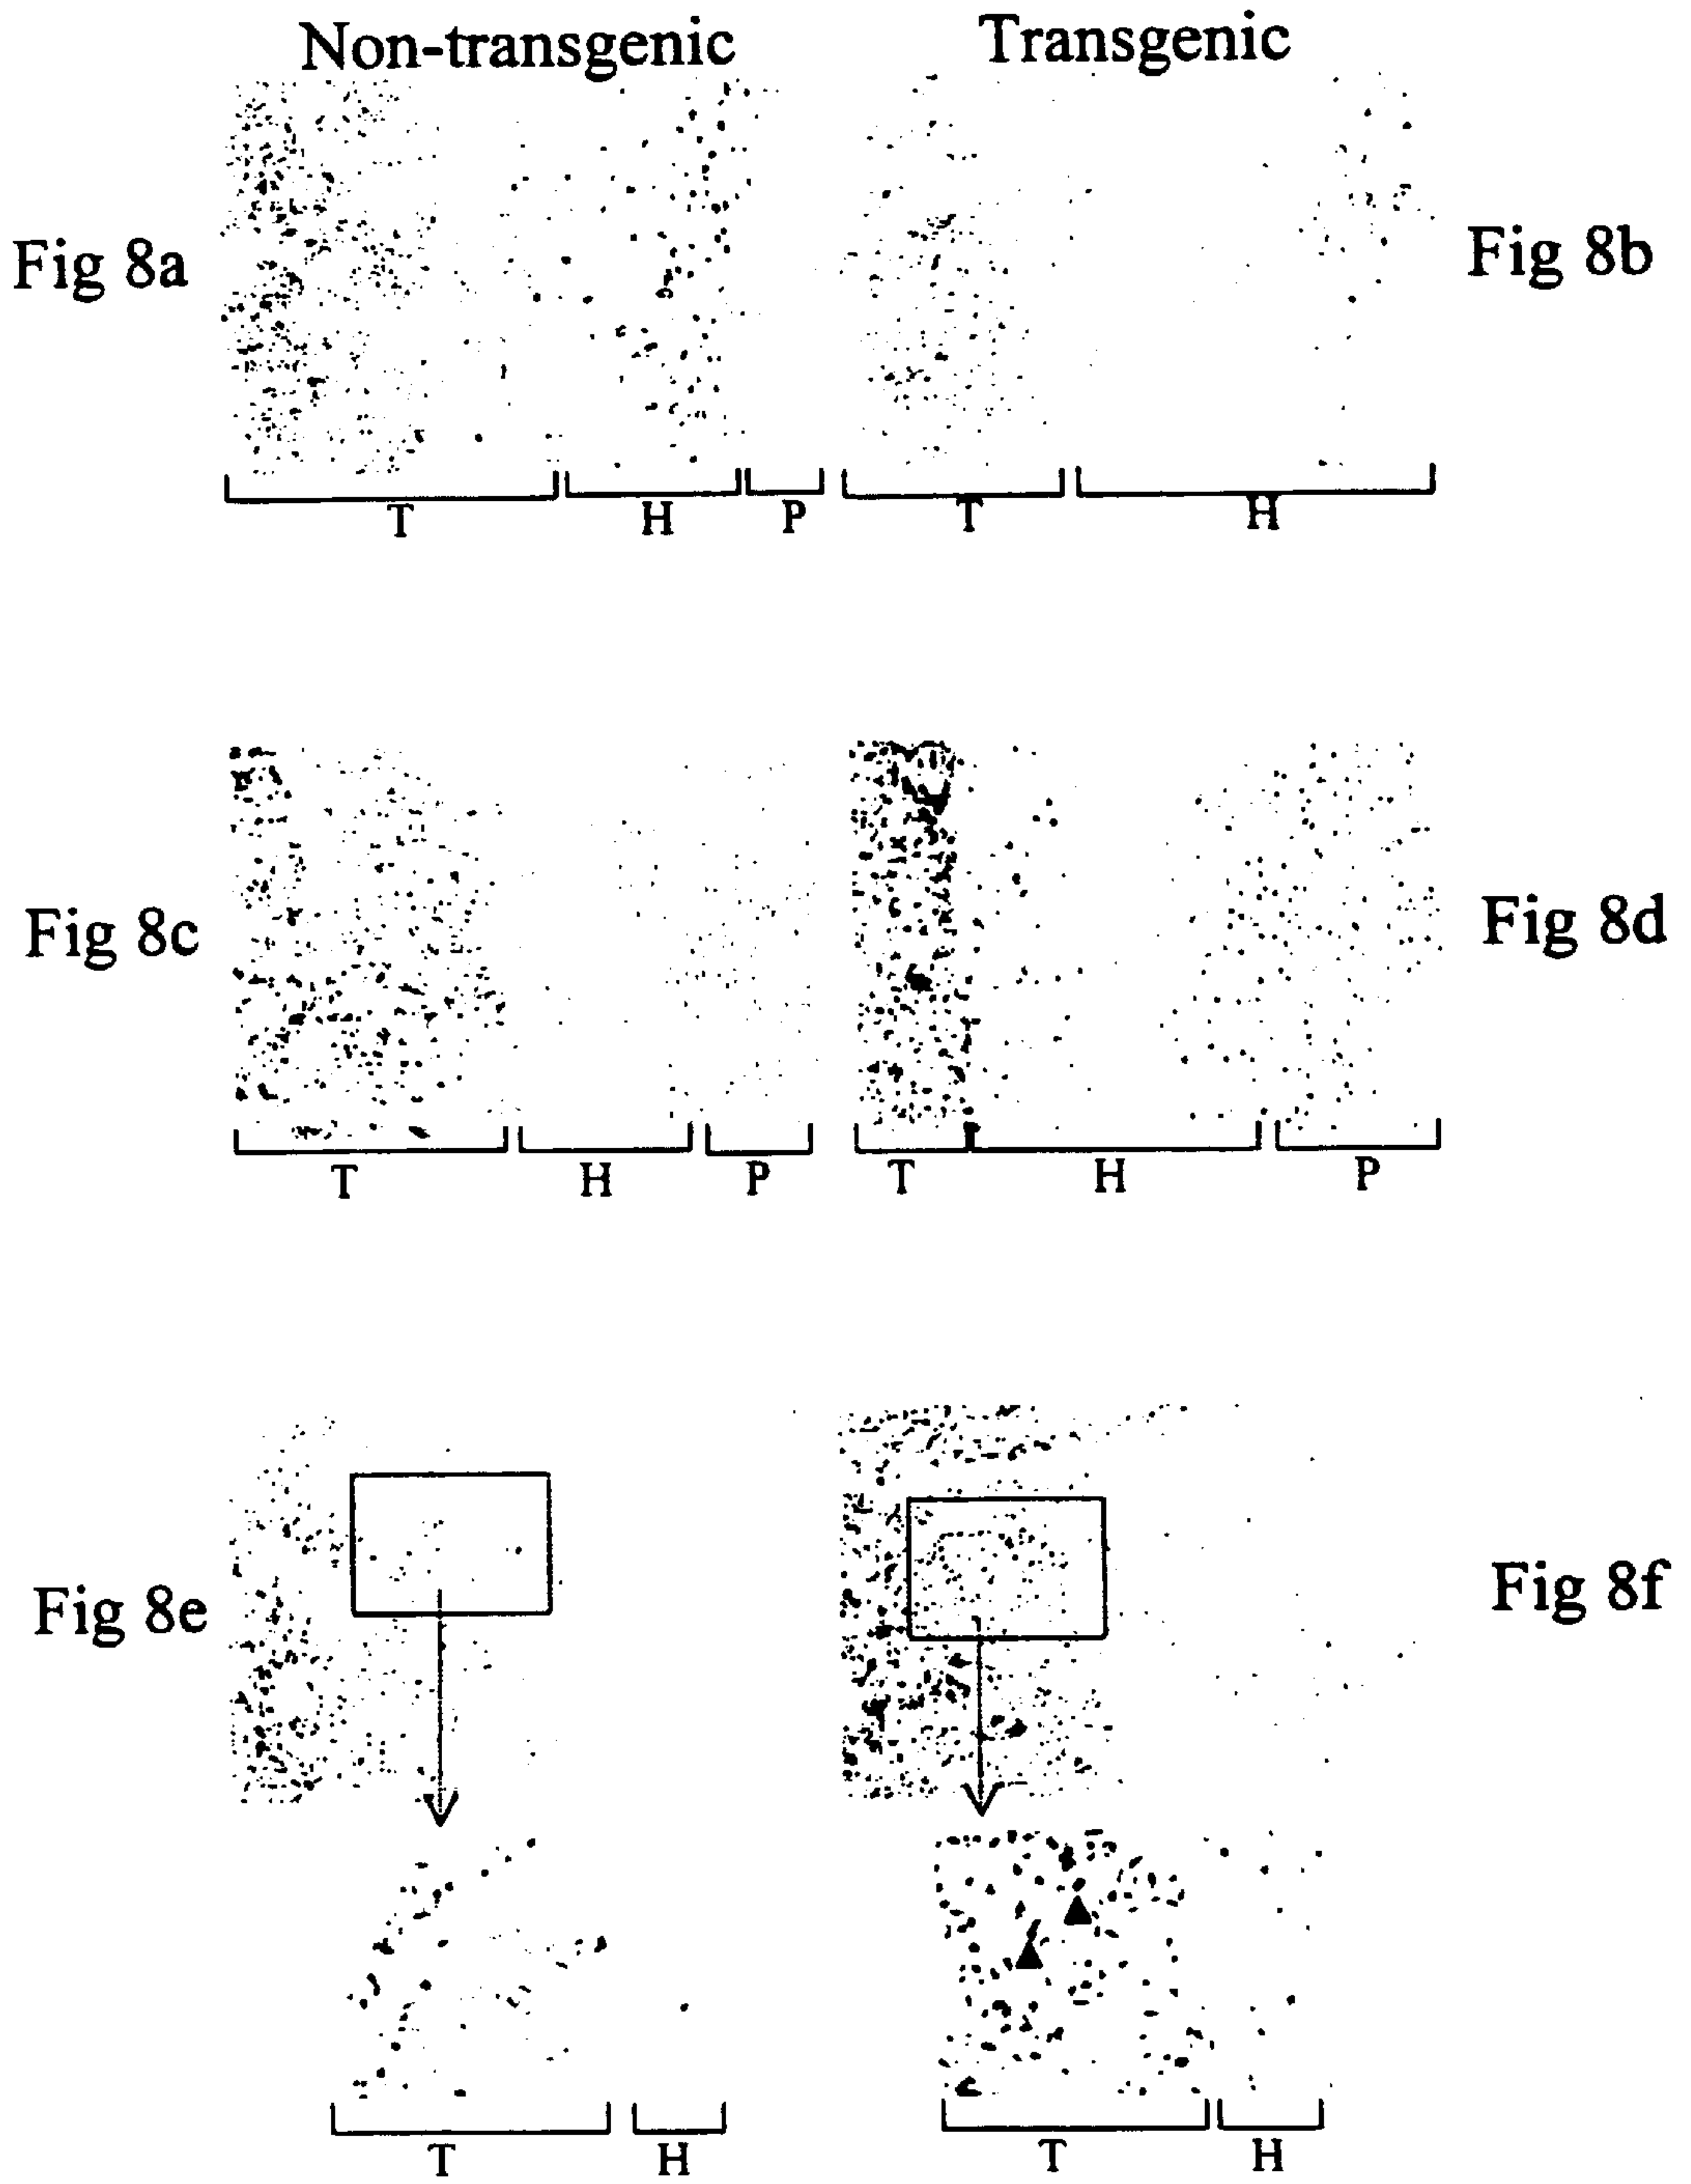 Non-transgenic Transgenic
Fig 8a Fig 8b
T H P T H
Fig 8c Fig 8d
T H P T H P
Fig 8e Fig 8f
T H T H